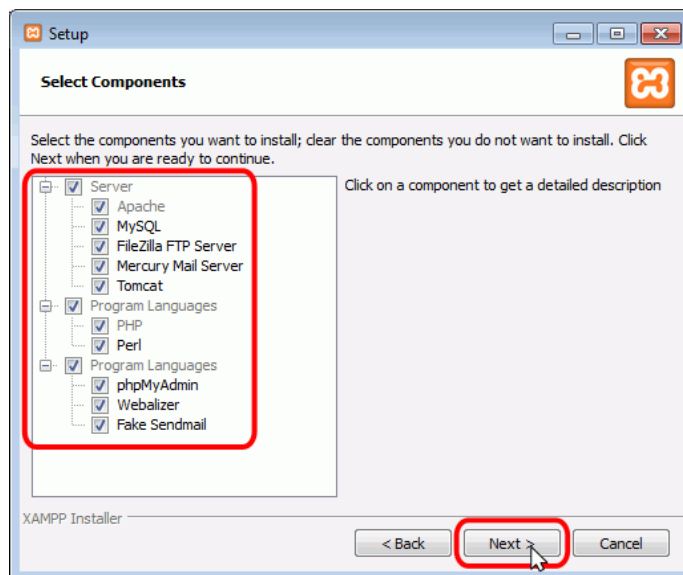 Setup
Select Components
Select the components you want to install; clear the components you do not want to install. Click
Next when you are ready to continue.
Server
Apache
MySQL
FileZilla FTP Server
Mercury Mail Server
Tomcat
Program Languages
PHP
Perl
Program Languages
phpMyAdmin
Webalizer
Fake Sendmail
Click on a component to get a detailed description
XAMPP Installer
< Back
Next >
Cancel